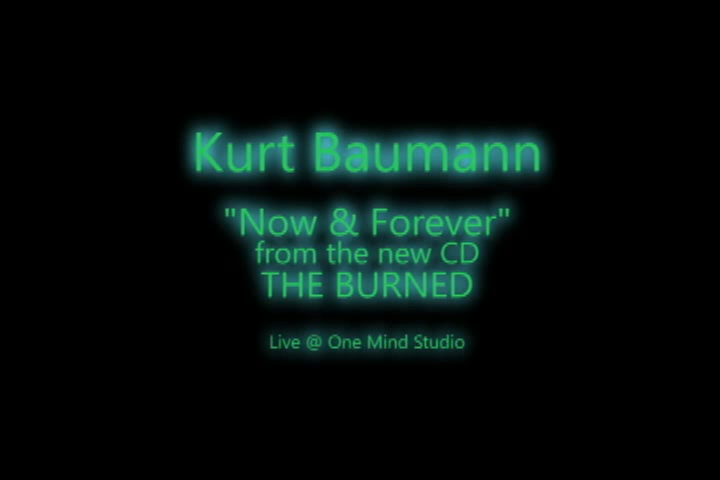 Kurt Baumann
"Now & Forever"
from the new CD
THE BURNED
Live @ One Mind Studio